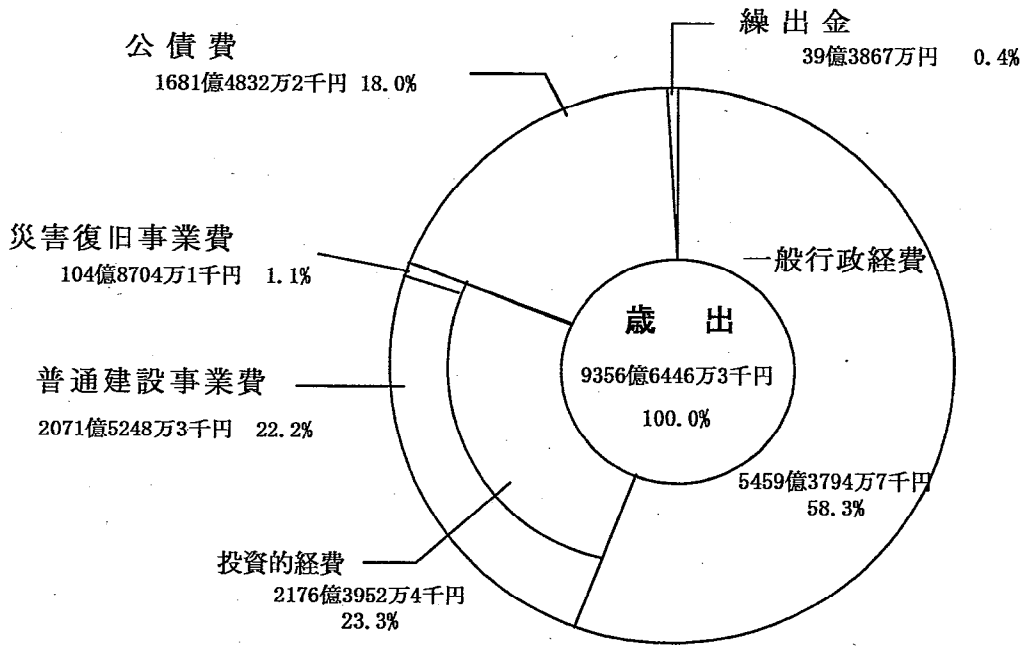 繰出金
39億3867万円 0.4%
公債費
1681億4832万2千円 18.0%
災害復旧事業費
104億8704万1千円 1.1%
一般行政経費
歳 出
9356億6446万3千円
100.0%
普通建設事業費
2071億5248万3千円 22.2%
5459億3794万7千円
58.3%
投資的経費
2176億3952万4千円
23.3%